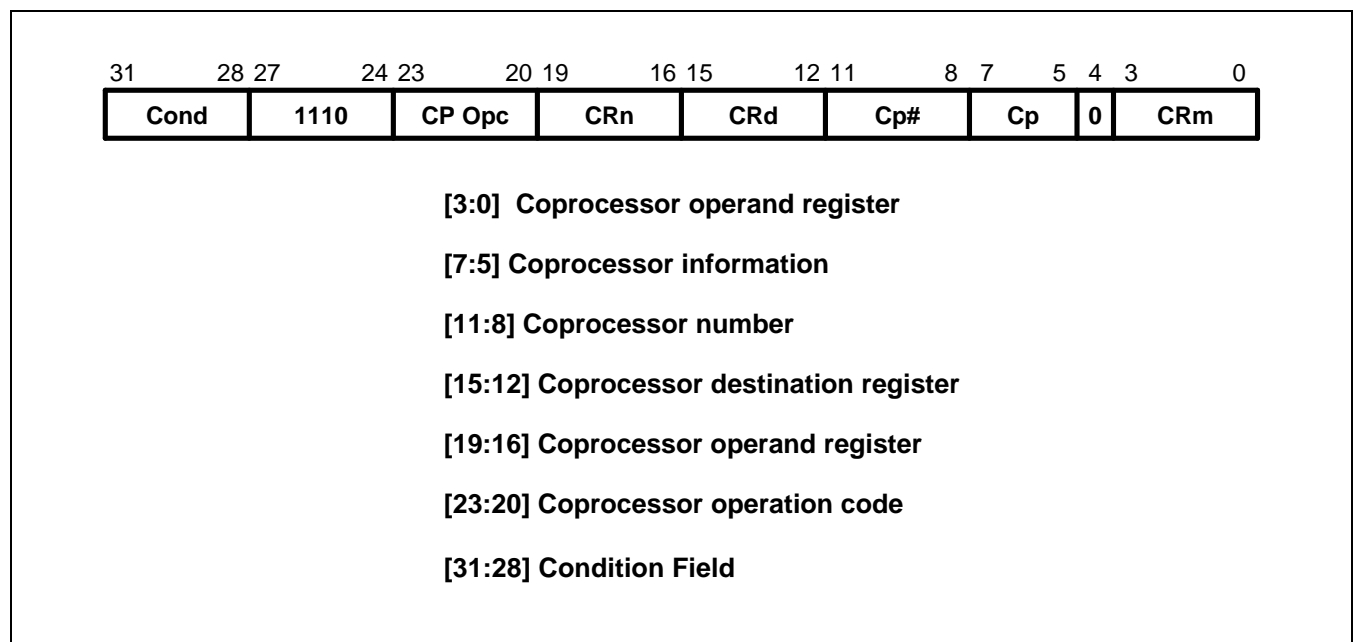 31 28 27 24 23 20 19 16 15 12 11 8 7 5 4 3 0
Cond 1110 CP Opc CRn CRd Cp# Cp 0 CRm
[3:0] Coprocessor operand register
[7:5] Coprocessor information
[11:8] Coprocessor number
[15:12] Coprocessor destination register
[19:16] Coprocessor operand register
[23:20] Coprocessor operation code
[31:28] Condition Field